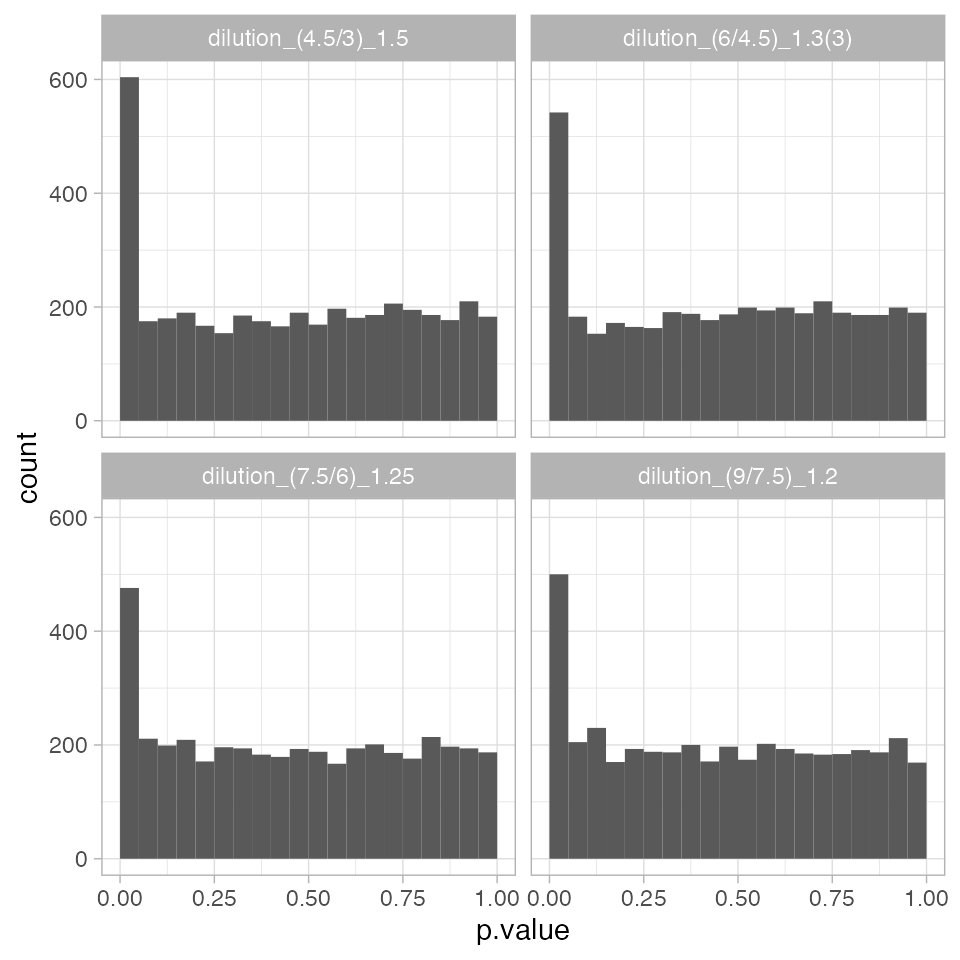 dilution_(4.5/3)_1.5
dilution_(6/4.5)_1.3(3)
600
400
200
0
dilution_(7.5/6)_1.25
dilution_(9/7.5)_1.2
600
400
200
0
count
0.00 0.25 0.50 0.75 1.00 0.00 0.25 0.50 0.75 1.00
p.value